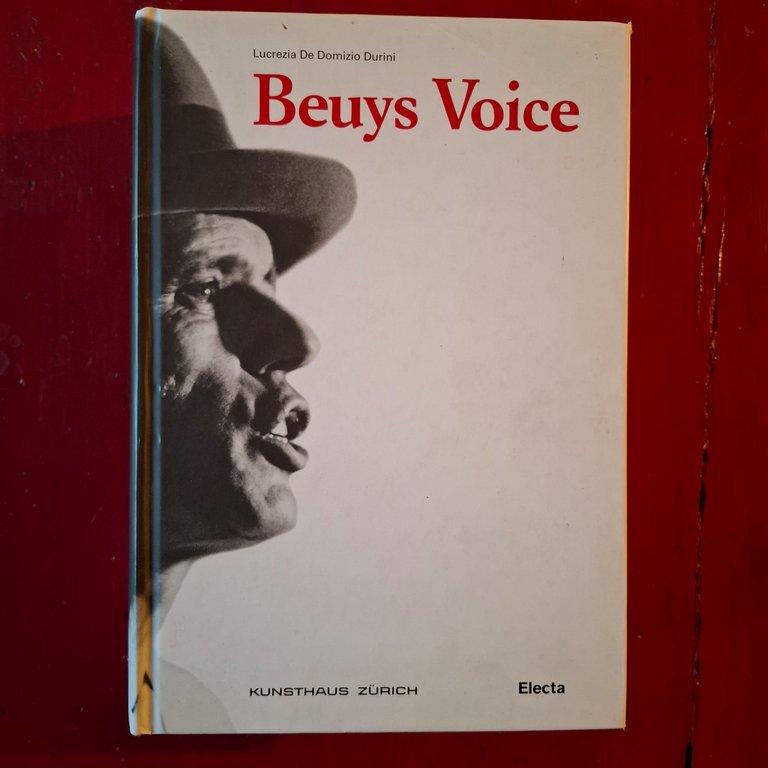 Lucrezia De Domizio Durini
Beuys Voice
KUNSTHAUS ZÜRICH
Electa